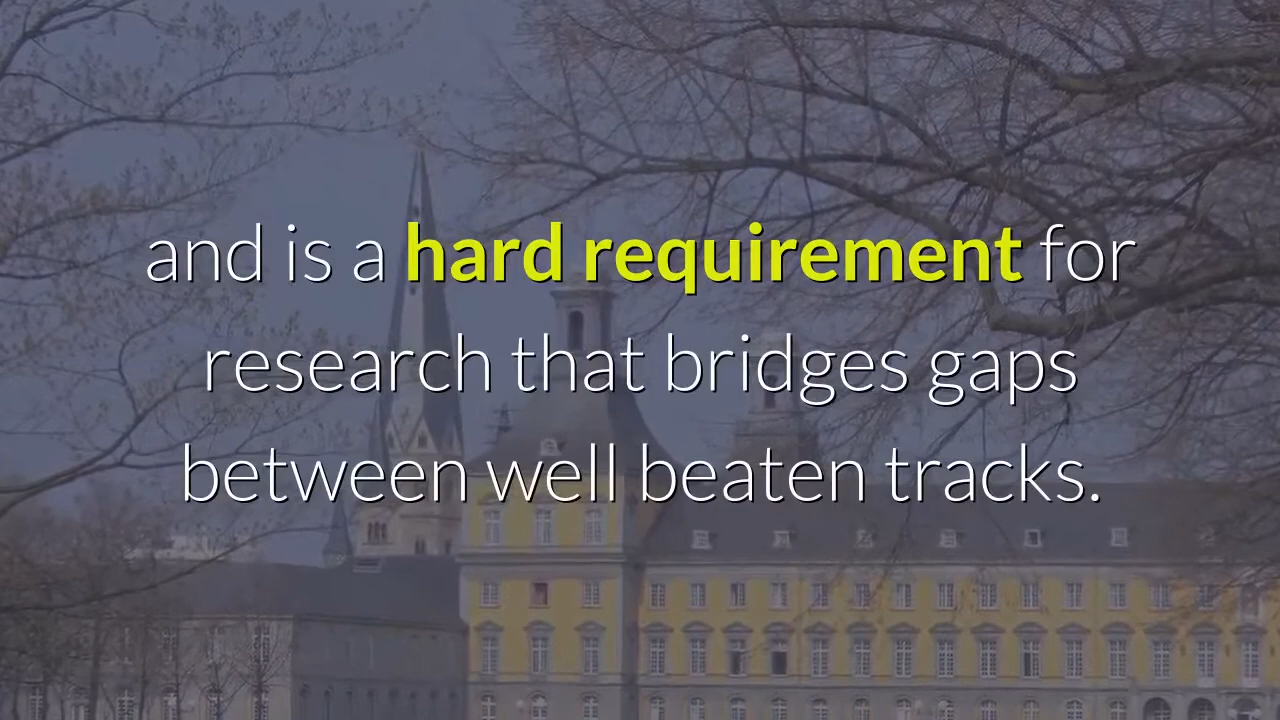 and is a hard requirement for
research that bridges gaps
between well beaten tracks.